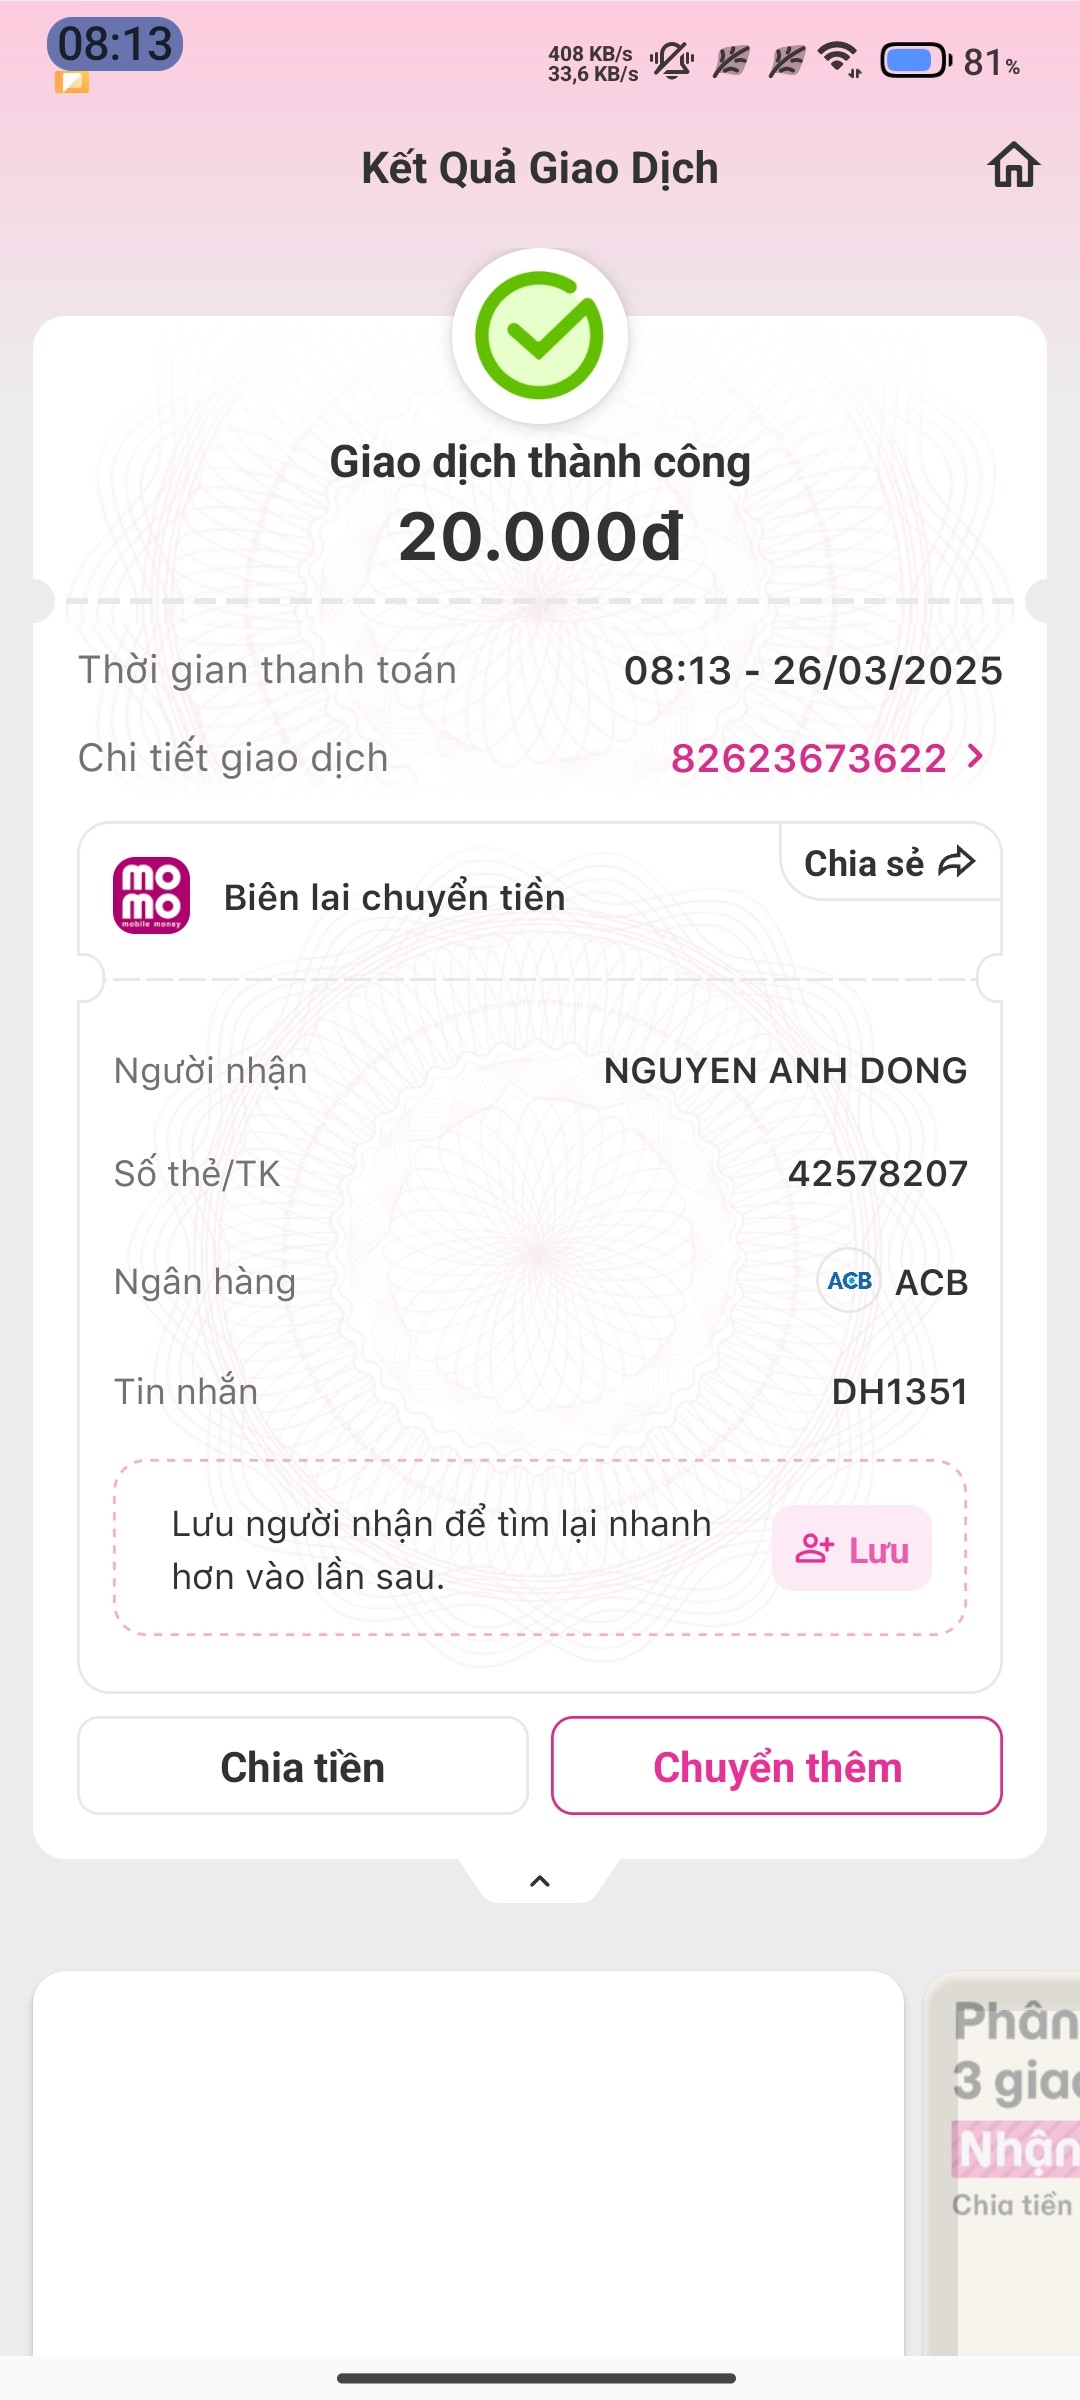 08:13
408 KB/s
33,6 KB/s
81%
Kết Quả Giao Dịch
Giao dịch thành công
20.000đ
Thời gian thanh toán 08:13 - 26/03/2025
Chi tiết giao dịch 82623673622
Chia sẻ
mo
mo
mobile money
Biên lai chuyển tiền
Người nhận NGUYEN ANH DONG
Số thẻ/TK 42578207
Ngân hàng ACB ACB
Tin nhắn DH1351
Lưu người nhận để tìm lại nhanh
hơn vào lần sau.
Lưu
Chia tiền Chuyển thêm
Phân
3 giao
Nhận
Chia tiền